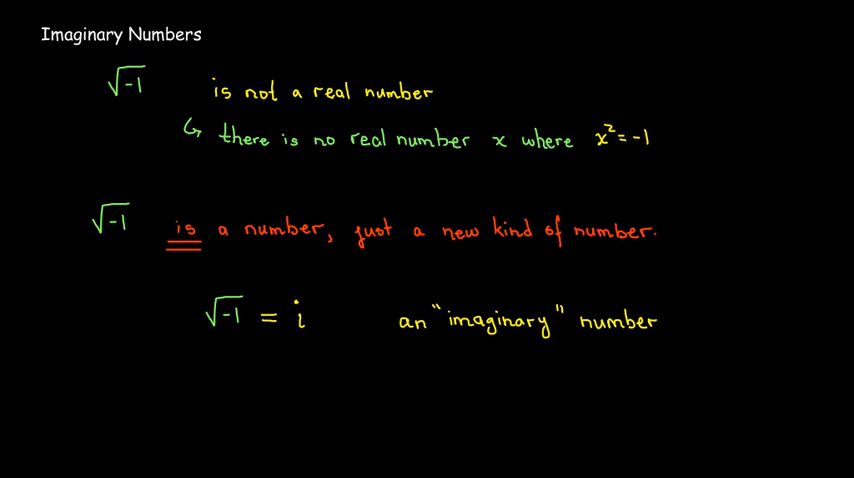 Imaginary Numbers
√-1 is not a real number
↳ there is no real number x where x² = -1
√-1 is a number, just a new kind of number.
√-1 = i an "imaginary" number